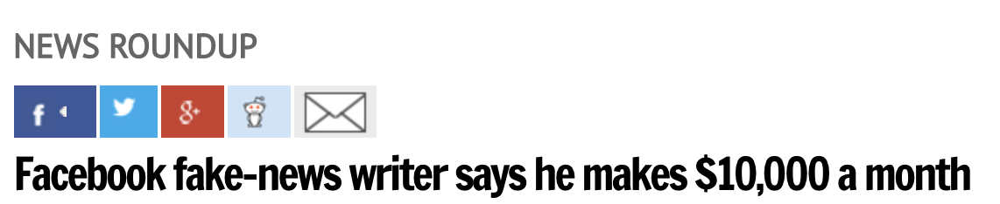 NEWS ROUNDUP
f
g+
Facebook fake-news writer says he makes $10,000 a month